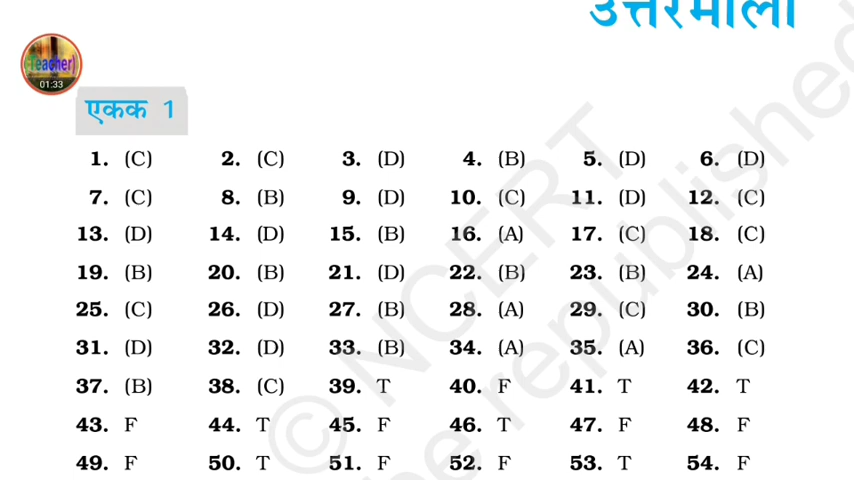 उत्तरमाला
Teacher)
01:33
एकक 1
1. (C) 2. (C) 3. (D) 4. (B) 5. (D) 6. (D)
7. (C) 8. (B) 9. (D) 10. (C) 11. (D) 12. (C)
13. (D) 14. (D) 15. (B) 16. (A) 17. (C) 18. (C)
19. (B) 20. (B) 21. (D) 22. (B) 23. (B) 24. (A)
25. (C) 26. (D) 27. (B) 28. (A) 29. (C) 30. (B)
31. (D) 32. (D) 33. (B) 34. (A) 35. (A) 36. (C)
37. (B) 38. (C) 39. T 40. F 41. T 42. T
43. F 44. T 45. F 46. T 47. F 48. F
49. F 50. T 51. F 52. F 53. T 54. F
© NCERT
be republished